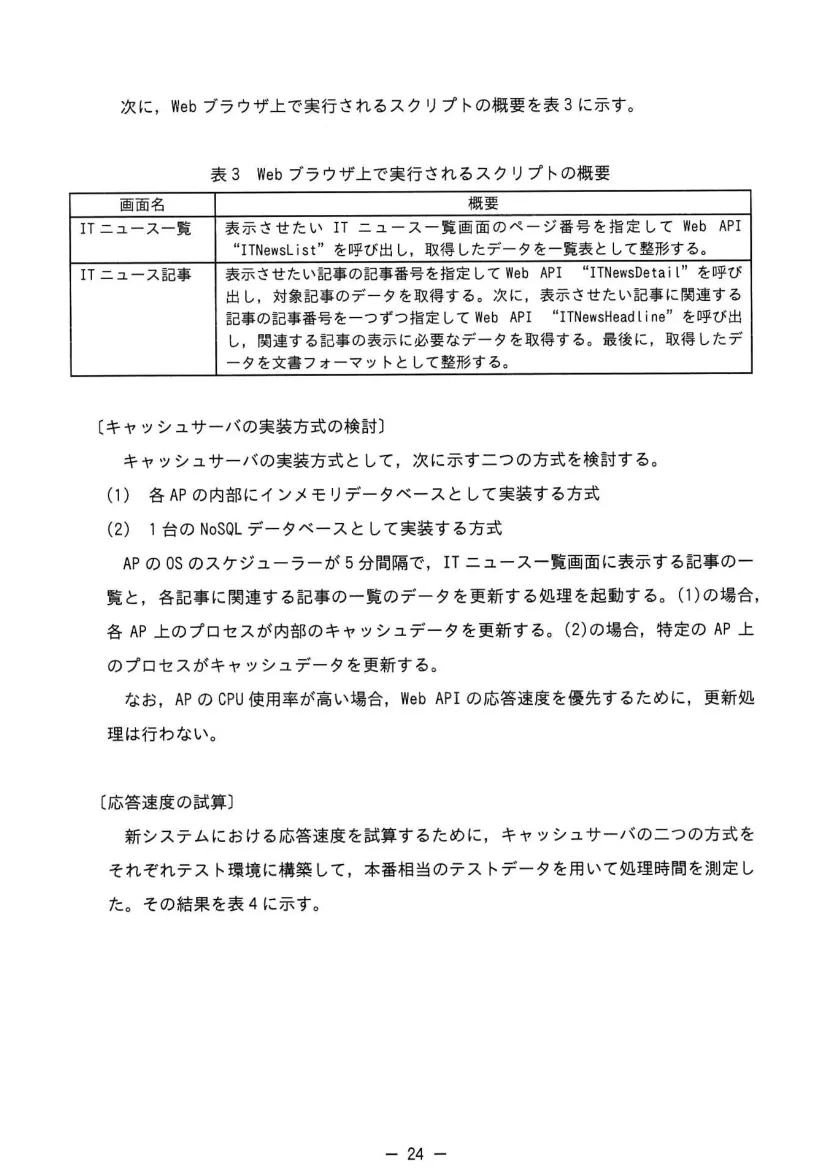 次に，Web ブラウザ上で実行されるスクリプトの概要を表 3 に示す。
表 3　Web ブラウザ上で実行されるスクリプトの概要
画面名
概要
IT ニュース一覧
表示させたい IT ニュース一覧画面のページ番号を指定して Web API
“ITNewsList” を呼び出し，取得したデータを一覧表として整形する。
IT ニュース記事
表示させたい記事の記事番号を指定して Web API “ITNewsDetail” を呼び
出し，対象記事のデータを取得する。次に，表示させたい記事に関連する
記事の記事番号を一つずつ指定して Web API “ITNewsHeadline” を呼び出
し，関連する記事の表示に必要なデータを取得する。最後に，取得したデ
ータを文書フォーマットとして整形する。
〔キャッシュサーバの実装方式の検討〕
キャッシュサーバの実装方式として，次に示す二つの方式を検討する。
(1)　各 AP の内部にインメモリデータベースとして実装する方式
(2)　1 台の NoSQL データベースとして実装する方式
AP の OS のスケジューラーが 5 分間隔で，IT ニュース一覧画面に表示する記事の一
覧と，各記事に関連する記事の一覧のデータを更新する処理を起動する。(1)の場合，
各 AP 上のプロセスが内部のキャッシュデータを更新する。(2)の場合，特定の AP 上
のプロセスがキャッシュデータを更新する。
なお，AP の CPU 使用率が高い場合，Web API の応答速度を優先するために，更新処
理は行わない。
〔応答速度の試算〕
新システムにおける応答速度を試算するために，キャッシュサーバの二つの方式を
それぞれテスト環境に構築して，本番相当のテストデータを用いて処理時間を測定し
た。その結果を表 4 に示す。
－ 24 －